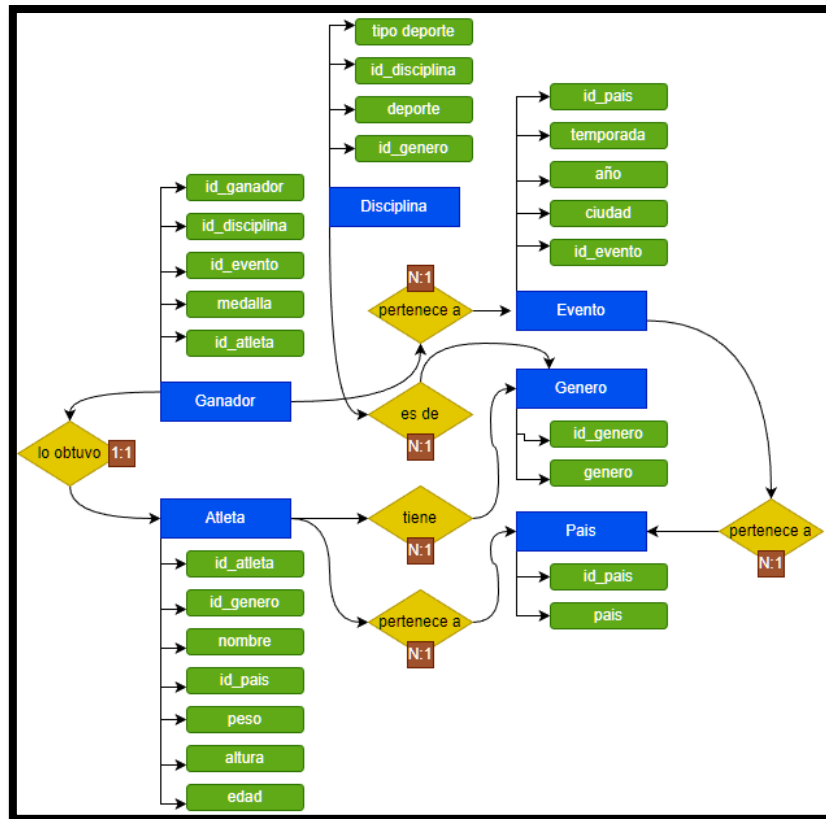 tipo deporte
id_disciplina
deporte
id_genero
Disciplina
id_pais
temporada
año
ciudad
id_evento
Evento
id_ganador
id_disciplina
id_evento
medalla
id_atleta
Ganador
N:1
pertenece a
es de
N:1
Genero
id_genero
genero
lo obtuvo
1:1
Atleta
id_atleta
id_genero
nombre
id_pais
peso
altura
edad
tiene
N:1
pertenece a
N:1
Pais
id_pais
pais
pertenece a
N:1